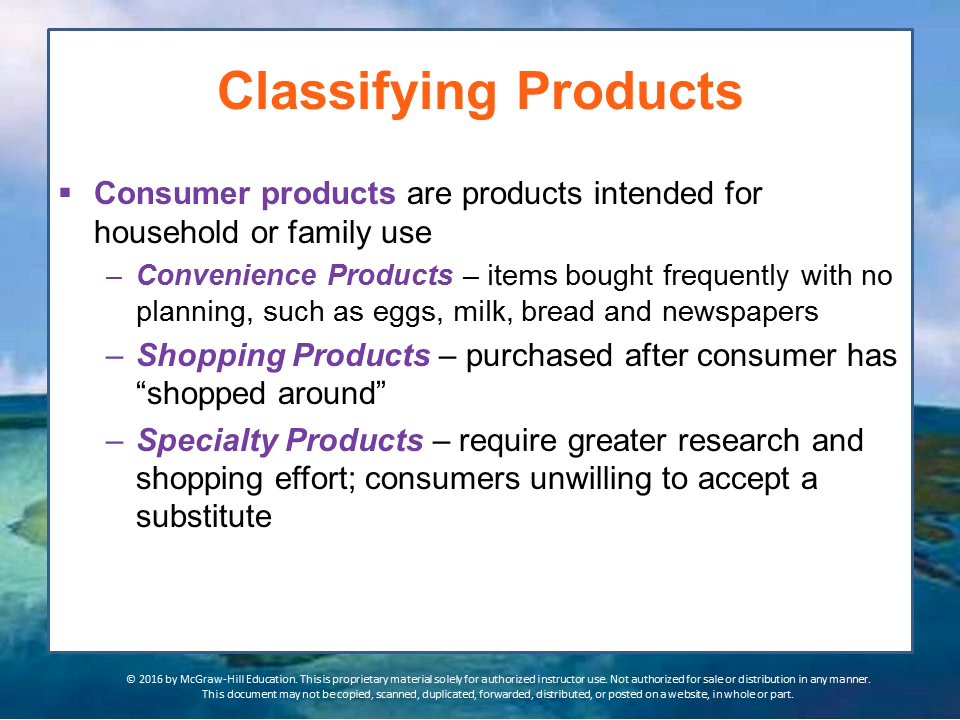 Classifying Products
▪ Consumer products are products intended for
household or family use
– Convenience Products – items bought frequently with no
planning, such as eggs, milk, bread and newspapers
– Shopping Products – purchased after consumer has
“shopped around”
– Specialty Products – require greater research and
shopping effort; consumers unwilling to accept a
substitute
© 2016 by McGraw-Hill Education. This is proprietary material solely for authorized instructor use. Not authorized for sale or distribution in any manner.
This document may not be copied, scanned, duplicated, forwarded, distributed, or posted on a website, in whole or part.